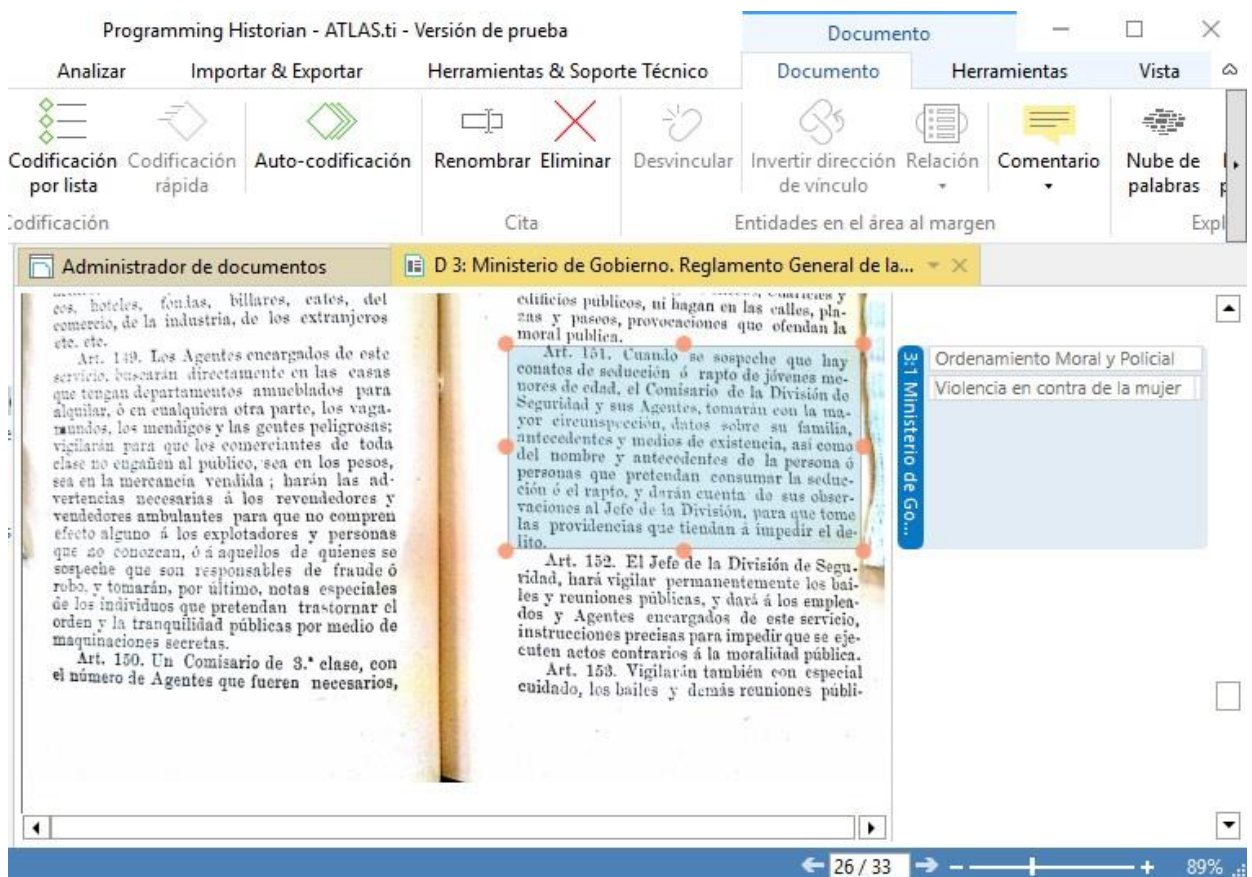 Programming Historian - ATLAS.ti - Versión de prueba
Documento
Analizar
Importar & Exportar
Herramientas & Soporte Técnico
Documento
Herramientas
Vista
Codificación por lista
Codificación rápida
Auto-codificación
Renombrar
Eliminar
Desvincular
Invertir dirección de vínculo
Relación
Comentario
Nube de palabras
Codificación
Cita
Entidades en el área al margen
Expl
Administrador de documentos
D 3: Ministerio de Gobierno. Reglamento General de la...
cos, hoteles, fondas, billares, cafes, del
comercio, de la industria, de los extranjeros
etc. etc.
Art. 149. Los Agentes encargados de este
servicio, buscarán directamente en las casas
que tengan departamentos amueblados para
alquilar, ó en cualquiera otra parte, los vaga-
mundos, los mendigos y las gentes peligrosas;
vigilarán para que los comerciantes de toda
clase no engañen al publico, sea en los pesos,
sea en la mercancía vendida ; harán las ad-
vertencias necesarias á los revendedores y
vendedores ambulantes para que no compren
efecto alguno á los explotadores y personas
que no conozcan, ó á aquellos de quienes se
sospeche que son responsables de fraude ó
robo, y tomarán, por último, notas especiales
de los individuos que pretendan trastornar el
orden y la tranquilidad públicas por medio de
maquinaciones secretas.
Art. 150. Un Comisario de 3.ª clase, con
el número de Agentes que fueren necesarios,
edificios publicos, ni hagan en las calles, pla-
zas y paseos, provocaciones que ofendan la
moral publica.
Art. 151. Cuando se sospeche que hay
conatos de seducción ó rapto de jóvenes me-
nores de edad, el Comisario de la División de
Seguridad y sus Agentes, tomarán con la ma-
yor circunspección, datos sobre su familia,
antecedentes y medios de existencia, así como
del nombre y antecedentes de la persona ó
personas que pretendan consumar la seduc-
ción ó el rapto, y darán cuenta de sus obser-
vaciones al Jefe de la División, para que tome
las providencias que tiendan á impedir el de-
lito.
Art. 152. El Jefe de la División de Segu-
ridad, hará vigilar permanentemente los bai-
les y reuniones públicas, y dará á los emplea-
dos y Agentes encargados de este servicio,
instrucciones precisas para impedir que se eje-
cuten actos contrarios á la moralidad pública.
Art. 153. Vigilarán también con especial
cuidado, los bailes y demás reuniones públi-
3:1 Ministerio de Go...
Ordenamiento Moral y Policial
Violencia en contra de la mujer
26 / 33
89%